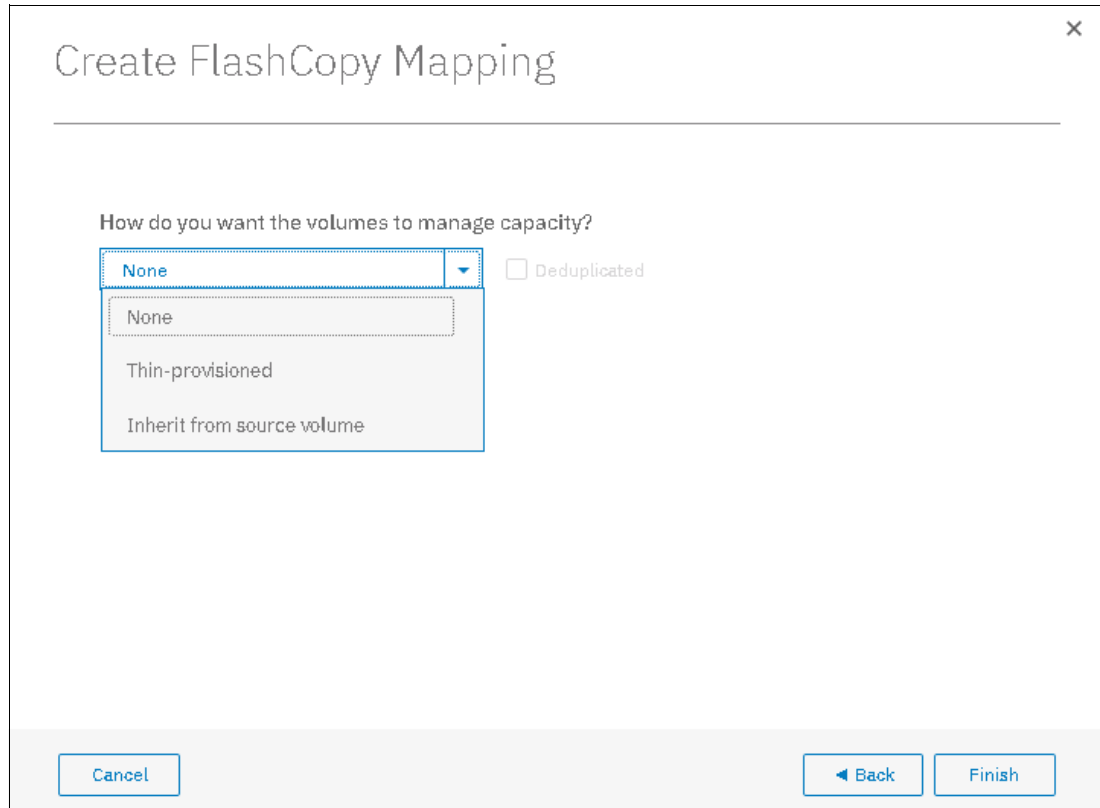 Create FlashCopy Mapping
How do you want the volumes to manage capacity?
None
Deduplicated
None
Thin-provisioned
Inherit from source volume
Cancel
Back
Finish